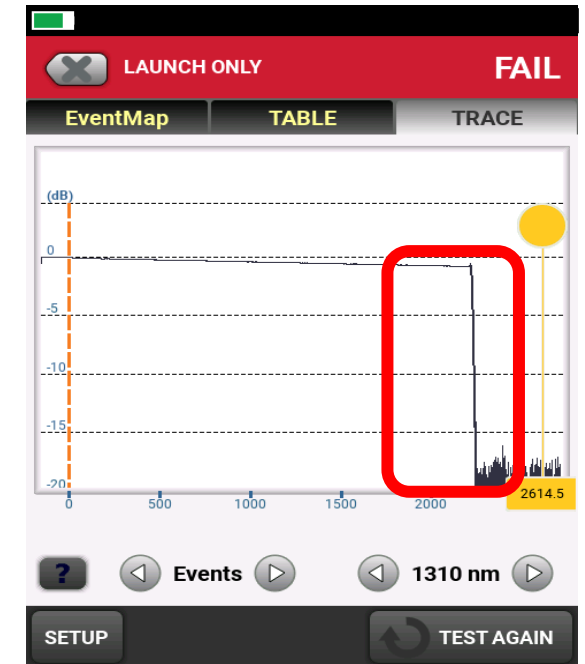 LAUNCH ONLY FAIL
EventMap TABLE TRACE
(dB)
0
-5
-10
-15
-20
0 500 1000 1500 2000 2614.5
? Events 1310 nm
SETUP TEST AGAIN